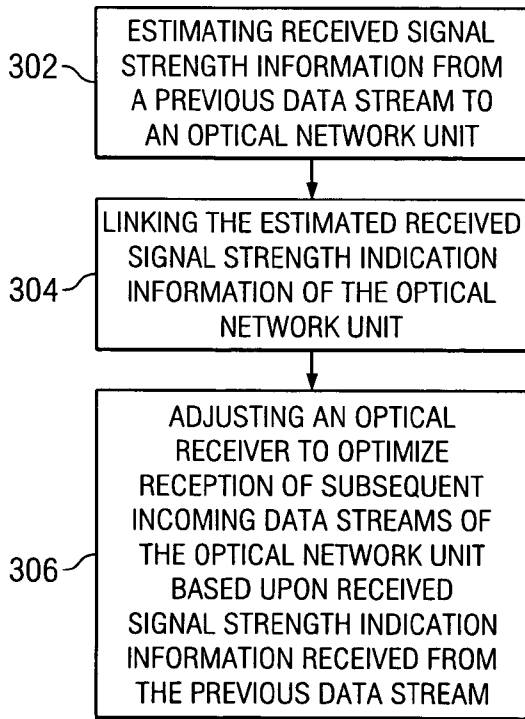 302
ESTIMATING RECEIVED SIGNAL
STRENGTH INFORMATION FROM
A PREVIOUS DATA STREAM TO
AN OPTICAL NETWORK UNIT
304
LINKING THE ESTIMATED RECEIVED
SIGNAL STRENGTH INDICATION
INFORMATION OF THE OPTICAL
NETWORK UNIT
306
ADJUSTING AN OPTICAL
RECEIVER TO OPTIMIZE
RECEPTION OF SUBSEQUENT
INCOMING DATA STREAMS OF
THE OPTICAL NETWORK UNIT
BASED UPON RECEIVED
SIGNAL STRENGTH INDICATION
INFORMATION RECEIVED FROM
THE PREVIOUS DATA STREAM